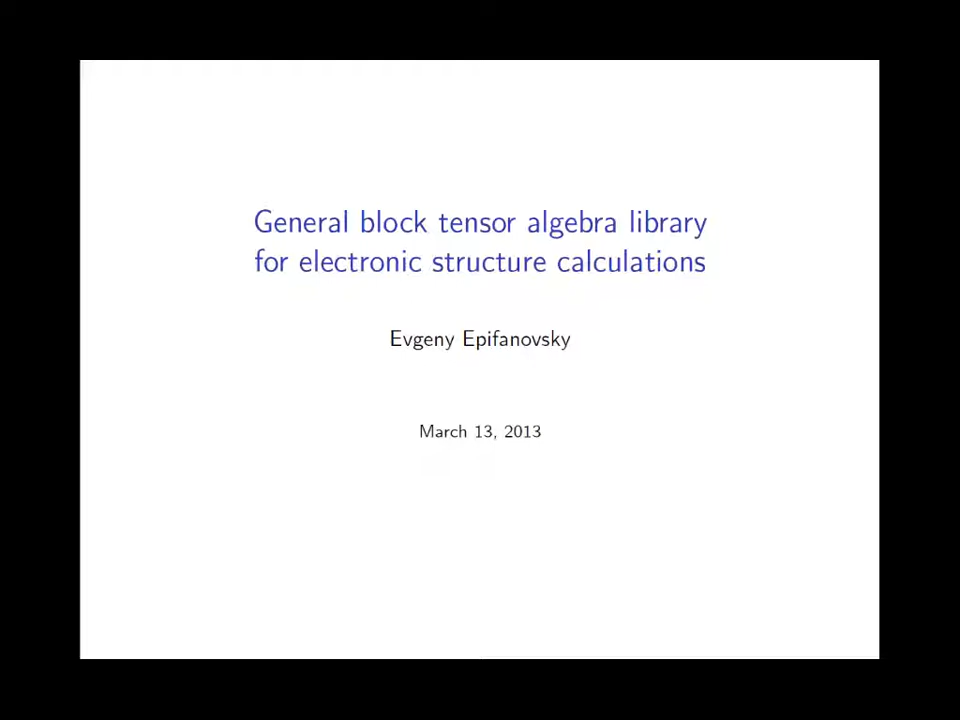 General block tensor algebra library
for electronic structure calculations
Evgeny Epifanovsky
March 13, 2013